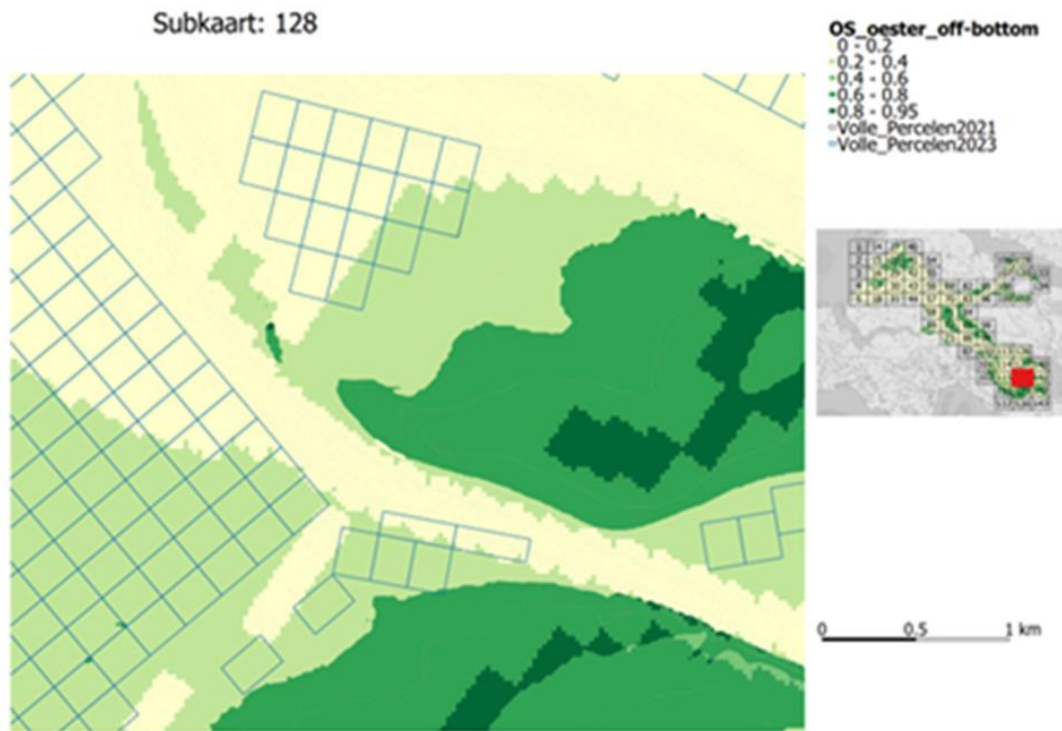 Subkaart: 128
OS_oester_off-bottom
0 - 0.2
0.2 - 0.4
0.4 - 0.6
0.6 - 0.8
0.8 - 0.95
Volle_Percelen2021
Volle_Percelen2023
0 0.5 1 km